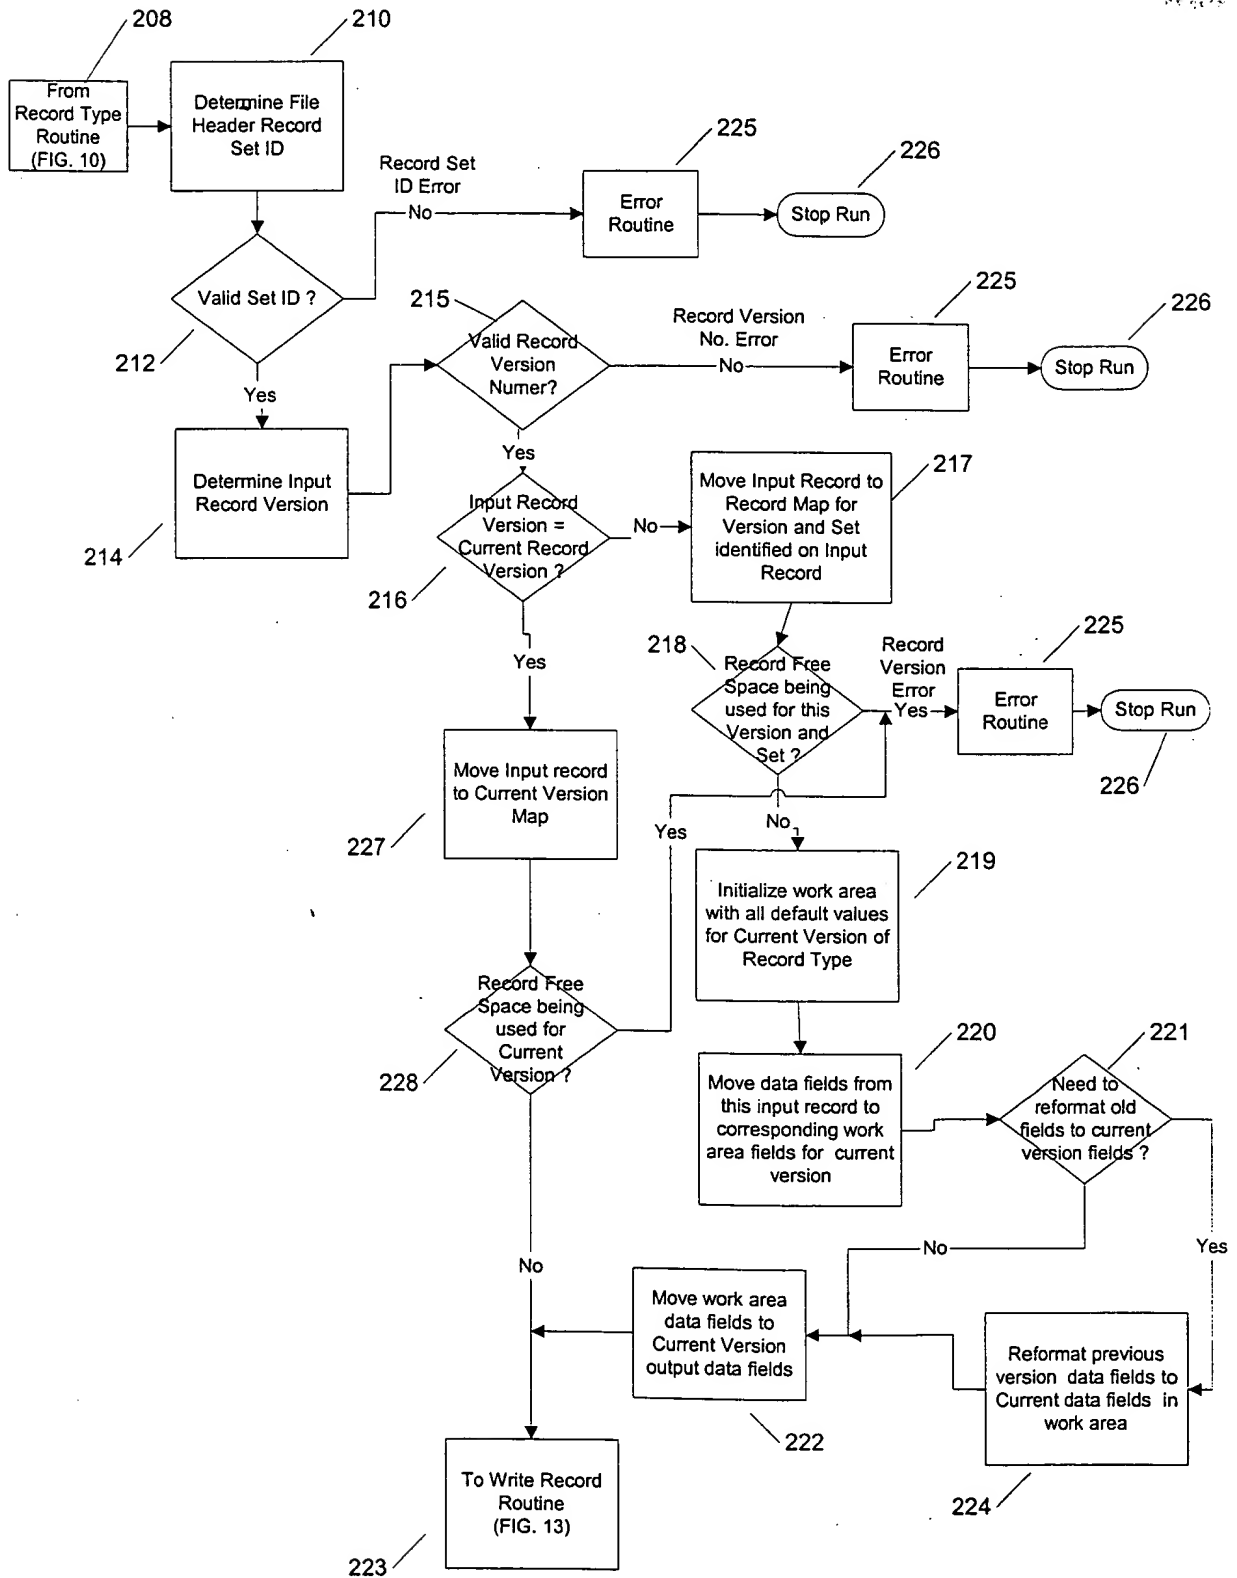 208
210
From
Record Type
Routine
(FIG. 10)
Determine File
Header Record
Set ID
Record Set
ID Error
No
225
Error
Routine
226
Stop Run
Valid Set ID ?
212
Yes
215
Valid Record
Version
Numer?
Record Version
No. Error
No
225
Error
Routine
226
Stop Run
Determine Input
Record Version
214
Yes
Input Record
Version =
Current Record
Version ?
216
No
Move Input Record to
Record Map for
Version and Set
identified on Input
Record
217
Yes
218
Record Free
Space being
used for this
Version and
Set ?
Record
Version
Error
Yes
225
Error
Routine
Stop Run
226
Move Input record
to Current Version
Map
227
Yes
No
Initialize work area
with all default values
for Current Version of
Record Type
219
Record Free
Space being
used for
Current
Version ?
228
Move data fields from
this input record to
corresponding work
area fields for current
version
220
221
Need to
reformat old
fields to current
version fields ?
No
Yes
No
Move work area
data fields to
Current Version
output data fields
222
Reformat previous
version data fields to
Current data fields in
work area
224
To Write Record
Routine
(FIG. 13)
223